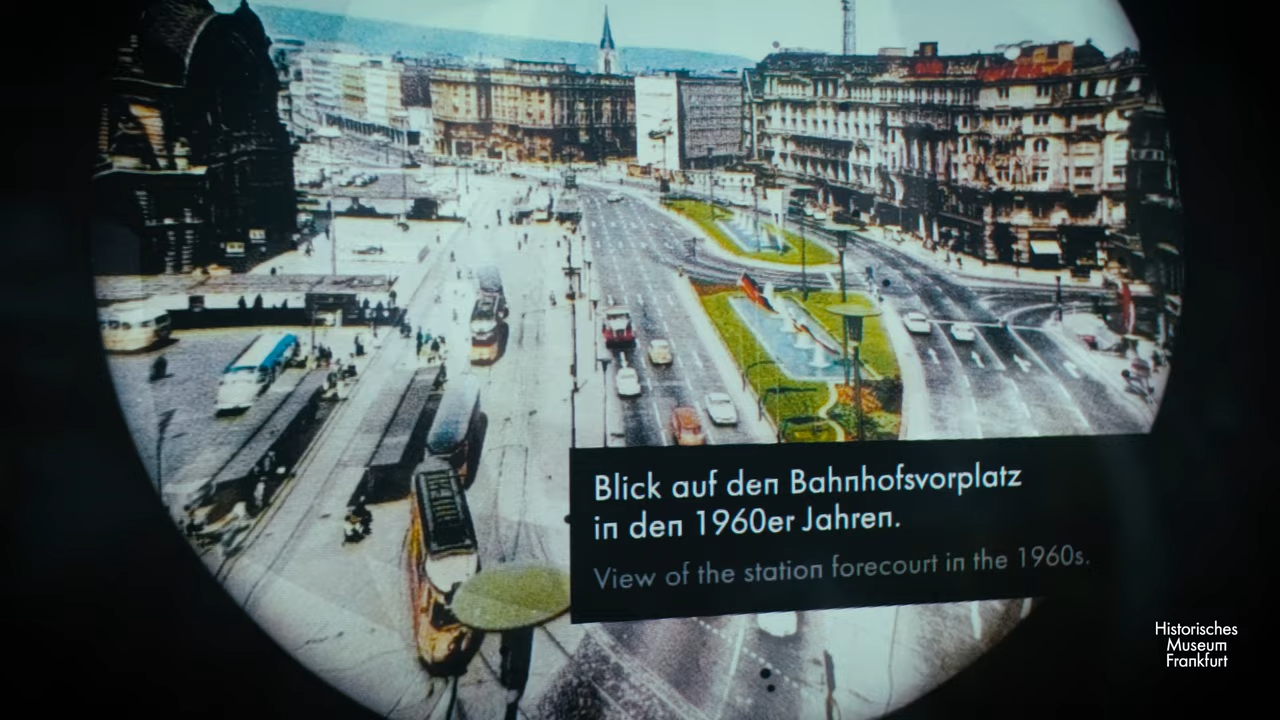 Blick auf den Bahnhofsvorplatz
in den 1960er Jahren.
View of the station forecourt in the 1960s.
Historisches
Museum
Frankfurt